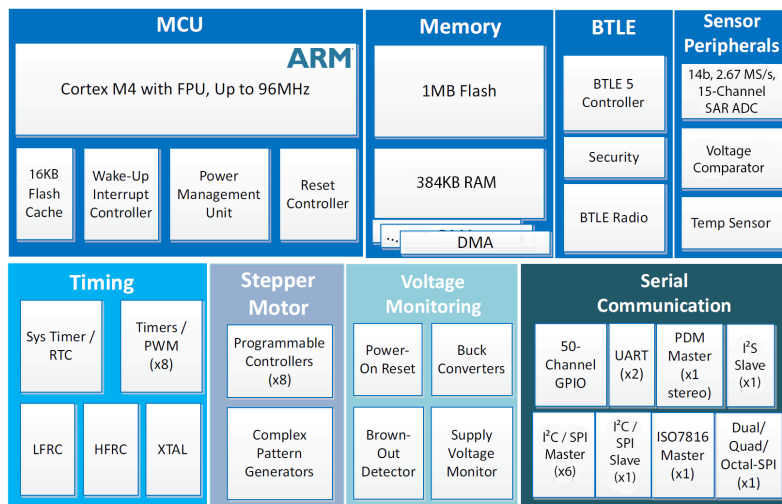 MCU
ARM
Cortex M4 with FPU, Up to 96MHz
16KB
Flash
Cache
Wake-Up
Interrupt
Controller
Power
Management
Unit
Reset
Controller
Memory
1MB Flash
384KB RAM
...
DMA
BTLE
BTLE 5
Controller
Security
BTLE Radio
Sensor
Peripherals
14b, 2.67 MS/s,
15-Channel
SAR ADC
Voltage
Comparator
Temp Sensor
Timing
Sys Timer /
RTC
Timers /
PWM
(x8)
LFRC
HFRC
XTAL
Stepper
Motor
Programmable
Controllers
(x8)
Complex
Pattern
Generators
Voltage
Monitoring
Power-
On Reset
Buck
Converters
Brown-
Out
Detector
Supply
Voltage
Monitor
Serial
Communication
50-
Channel
GPIO
UART
(x2)
PDM
Master
(x1
stereo)
I²S
Slave
(x1)
I²C / SPI
Master
(x6)
I²C /
SPI
Slave
(x1)
ISO7816
Master
(x1)
Dual/
Quad/
Octal-SPI
(x1)